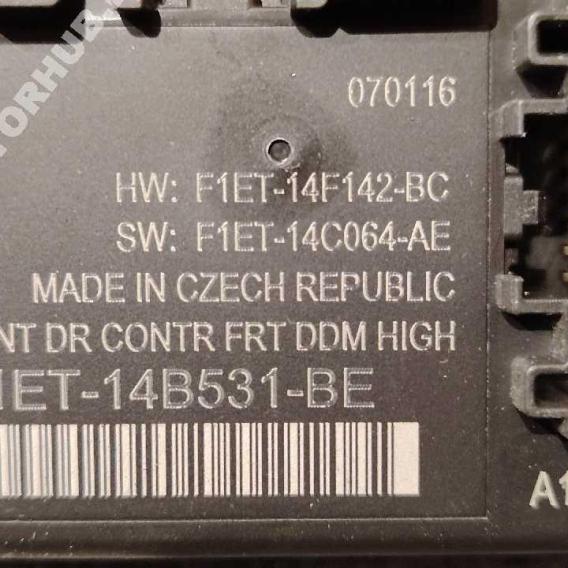 070116
HW: F1ET-14F142-BC
SW: F1ET-14C064-AE
MADE IN CZECH REPUBLIC
NT DR CONTR FRT DDM HIGH
1ET-14B531-BE
A1
TORHUB.